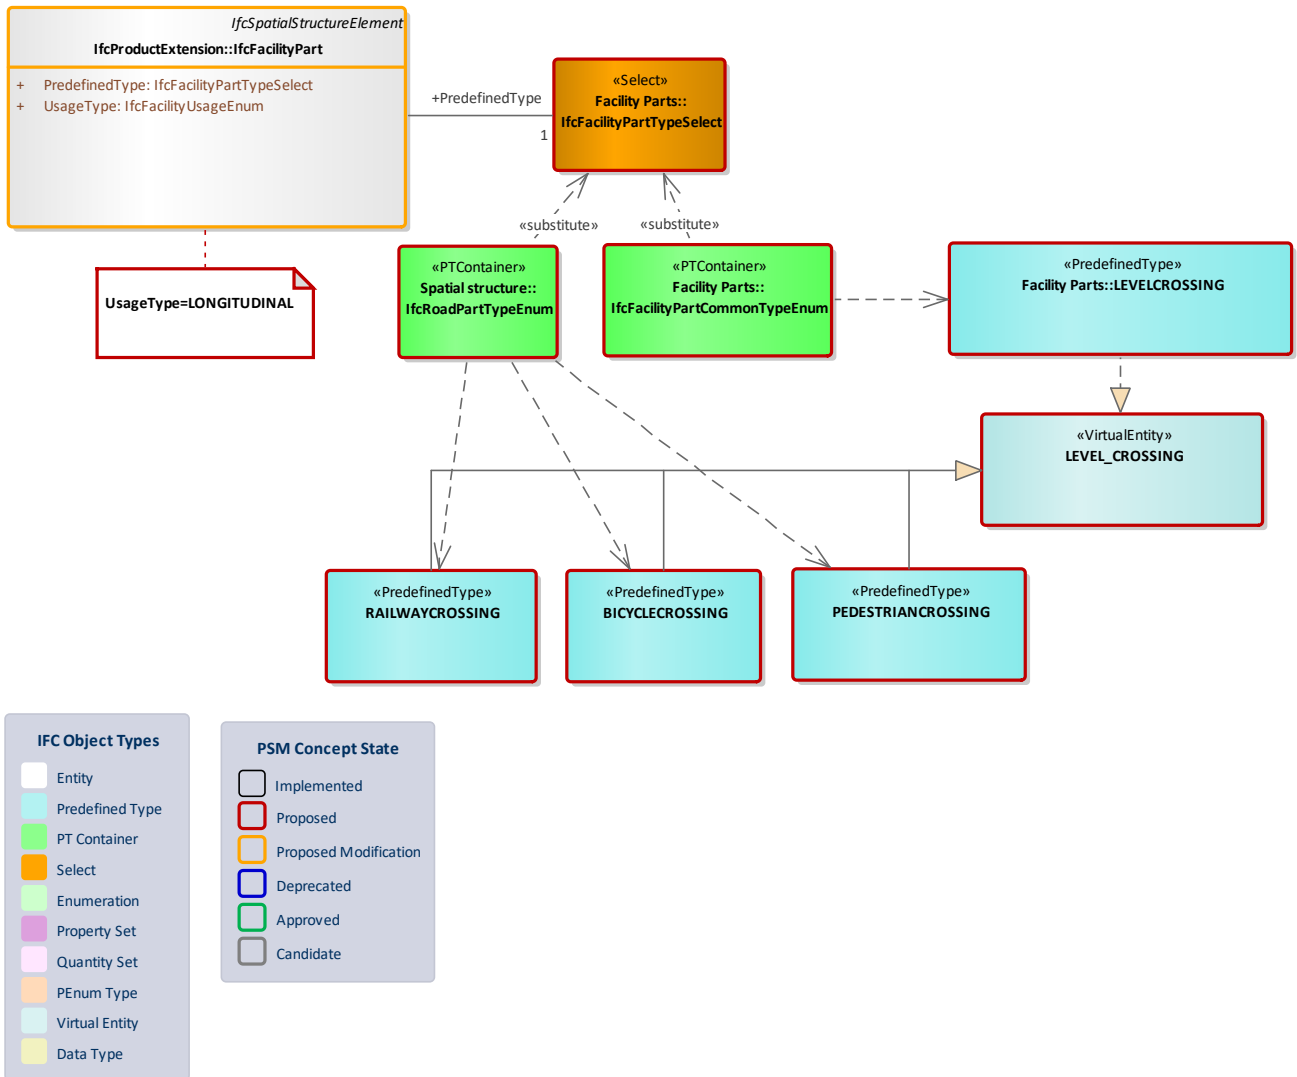 IfcSpatialStructureElement
IfcProductExtension::IfcFacilityPart
+ PredefinedType: IfcFacilityPartTypeSelect
+ UsageType: IfcFacilityUsageEnum
+PredefinedType
1
«Select»
Facility Parts::
IfcFacilityPartTypeSelect
«substitute»
«substitute»
UsageType=LONGITUDINAL
«PTContainer»
Spatial structure::
IfcRoadPartTypeEnum
«PTContainer»
Facility Parts::
IfcFacilityPartCommonTypeEnum
«PredefinedType»
Facility Parts::LEVELCROSSING
«VirtualEntity»
LEVEL_CROSSING
«PredefinedType»
RAILWAYCROSSING
«PredefinedType»
BICYCLECROSSING
«PredefinedType»
PEDESTRIANCROSSING
IFC Object Types
Entity
Predefined Type
PT Container
Select
Enumeration
Property Set
Quantity Set
PEnum Type
Virtual Entity
Data Type
PSM Concept State
Implemented
Proposed
Proposed Modification
Deprecated
Approved
Candidate